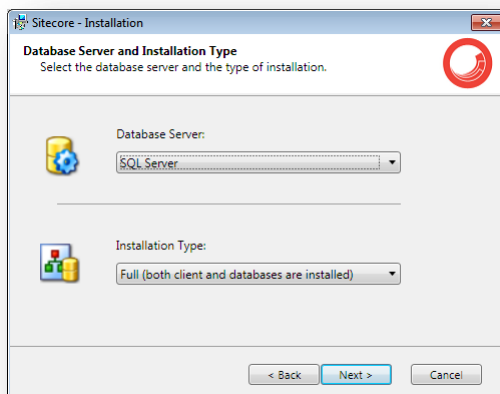 Sitecore - Installation
Database Server and Installation Type
Select the database server and the type of installation.
Database Server:
SQL Server
Installation Type:
Full (both client and databases are installed)
< Back
Next >
Cancel